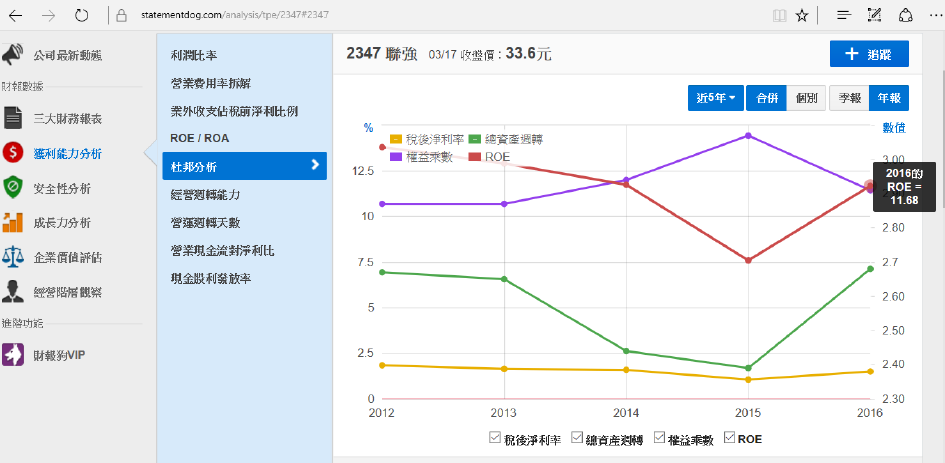 statementdog.com/analysis/tpe/2347#2347
公司最新動態
財報數據
三大財務報表
獲利能力分析
安全性分析
成長力分析
企業價值評估
經營階層觀察
進階功能
財報狗VIP
利潤比率
營業費用率拆解
業外收支佔稅前淨利比例
ROE / ROA
杜邦分析
經營週轉能力
營運週轉天數
營業現金流對淨利比
現金股利發放率
2347 聯強 03/17 收盤價 : 33.6元
+ 追蹤
近5年 合併 個別 季報 年報
% 數值
稅後淨利率 總資產週轉
權益乘數 ROE
12.5
10
7.5
5
2.5
0
3.00
2.80
2.7
2.60
2.50
2.40
2.30
2016的
ROE =
11.68
2012 2013 2014 2015 2016
稅後淨利率 總資產週轉 權益乘數 ROE